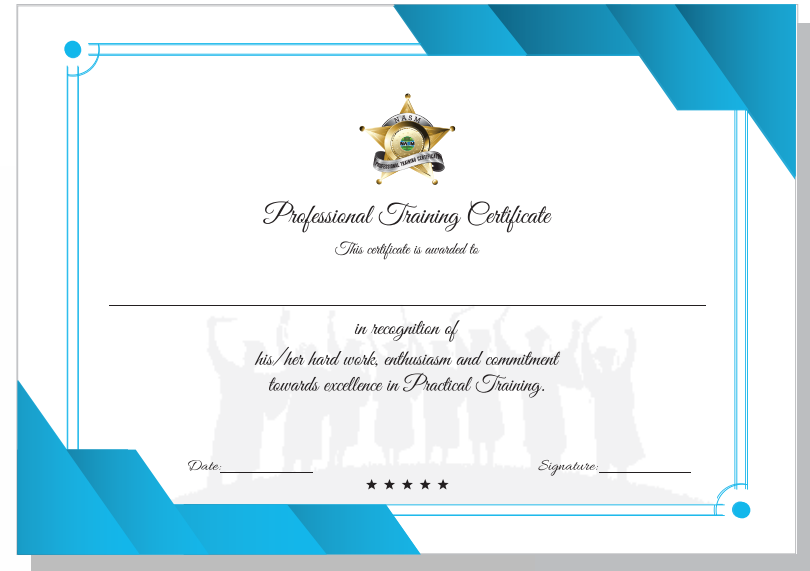 NASM
NASM
PROFESSIONAL TRAINING CERTIFICATE
Professional Training Certificate
This certificate is awarded to
in recognition of
his/her hard work, enthusiasm and commitment
towards excellence in Practical Training.
Date: Signature: